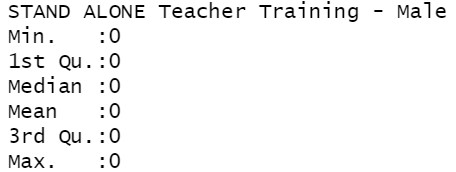 STAND ALONE Teacher Training - Male
Min.   :0
1st Qu.:0
Median :0
Mean   :0
3rd Qu.:0
Max.   :0